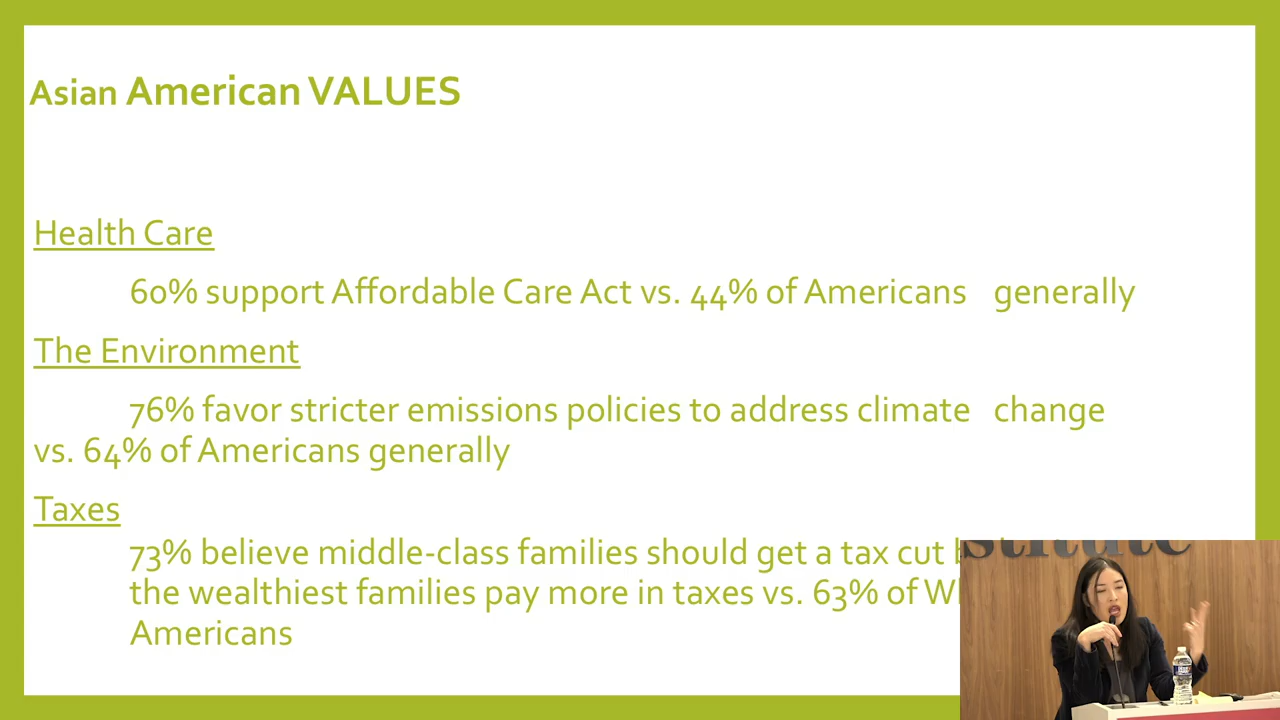 Asian American VALUES
Health Care
60% support Affordable Care Act vs. 44% of Americans generally
The Environment
76% favor stricter emissions policies to address climate change
vs. 64% of Americans generally
Taxes
73% believe middle-class families should get a tax cut
the wealthiest families pay more in taxes vs. 63% of
Americans